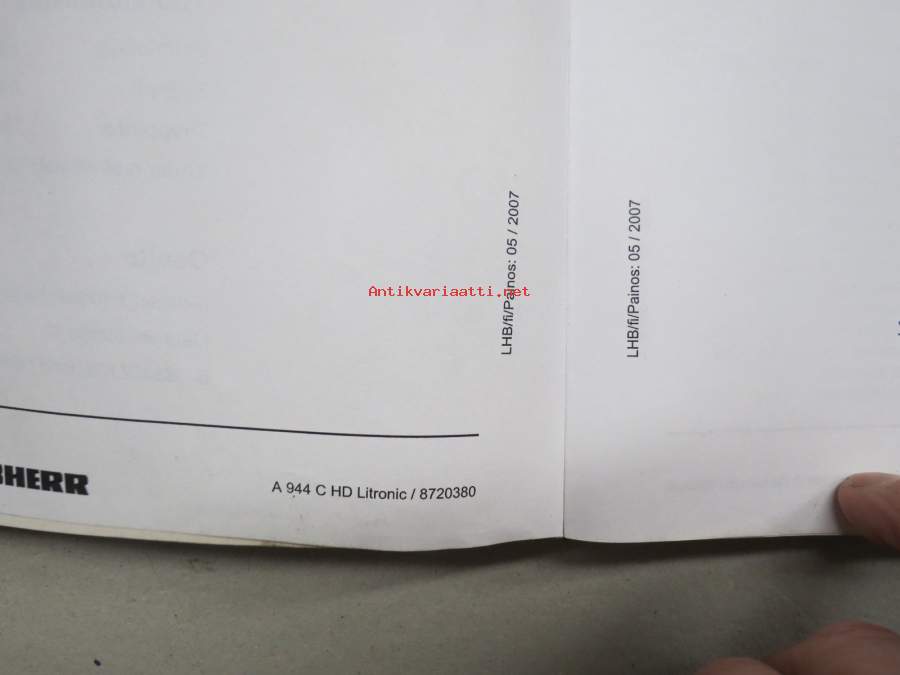 LHB/fi/Painos: 05 / 2007
LHB/fi/Painos: 05 / 2007
Antikvariaatti.net
BHERR
A 944 C HD Litronic / 8720380